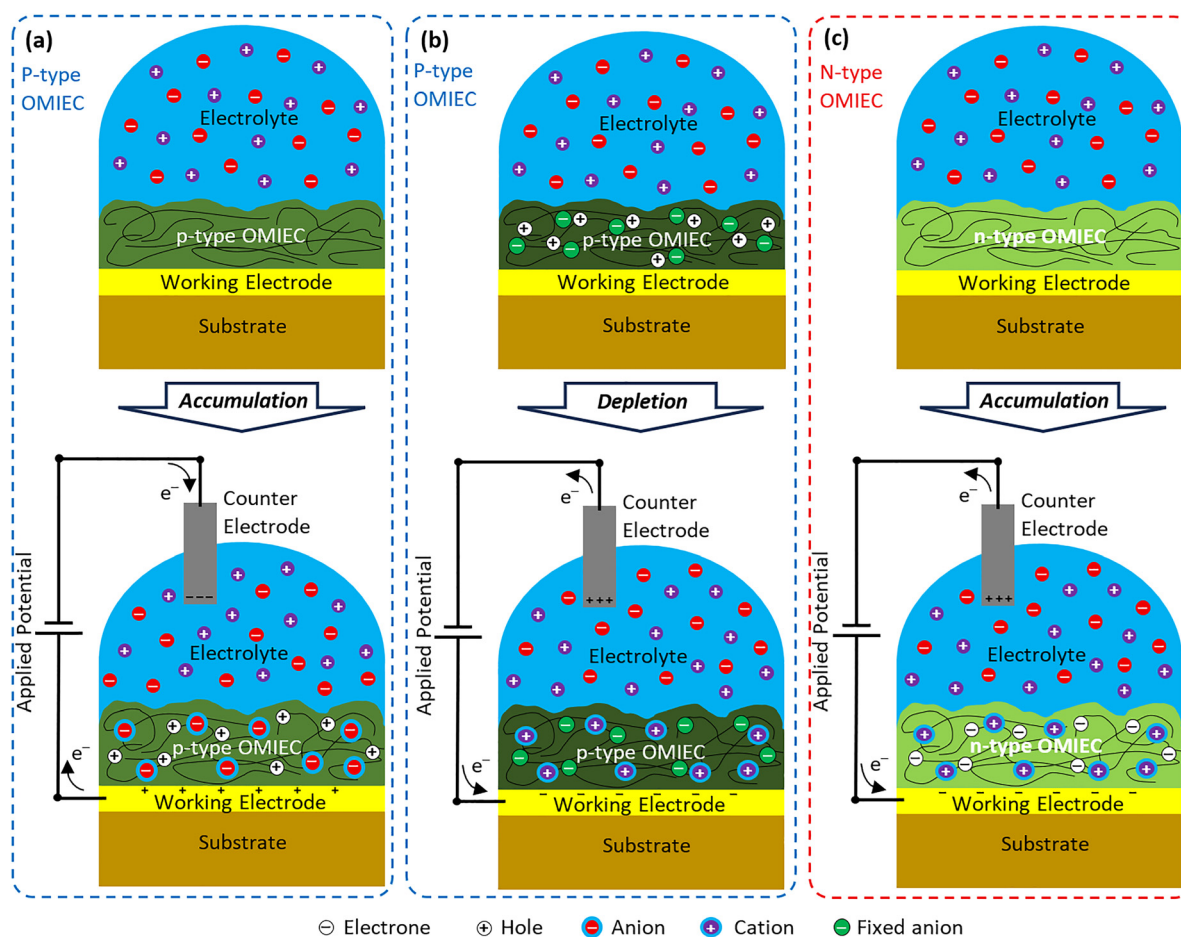 (a)
P-type
OMIEC
Electrolyte
p-type OMIEC
Working Electrode
Substrate
Accumulation
e⁻
Counter
Electrode
Applied Potential
Electrolyte
p-type OMIEC
e⁻
Working Electrode
Substrate
(b)
P-type
OMIEC
Electrolyte
p-type OMIEC
Working Electrode
Substrate
Depletion
e⁻
Counter
Electrode
Applied Potential
Electrolyte
p-type OMIEC
e⁻
Working Electrode
Substrate
(c)
N-type
OMIEC
Electrolyte
n-type OMIEC
Working Electrode
Substrate
Accumulation
e⁻
Counter
Electrode
Applied Potential
Electrolyte
n-type OMIEC
e⁻
Working Electrode
Substrate
Electrone
Hole
Anion
Cation
Fixed anion